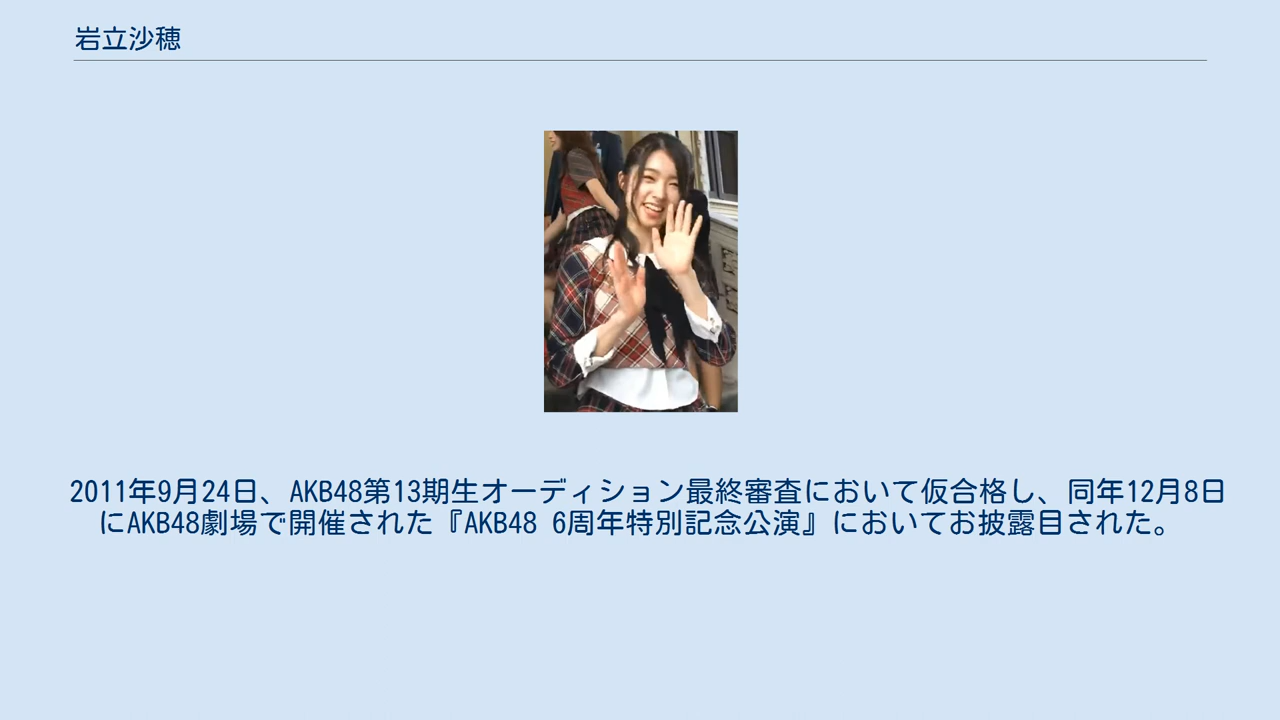 岩立沙穂
2011年9月24日、AKB48第13期生オーディション最終審査において仮合格し、同年12月8日
にAKB48劇場で開催された『AKB48 6周年特別記念公演』においてお披露目された。